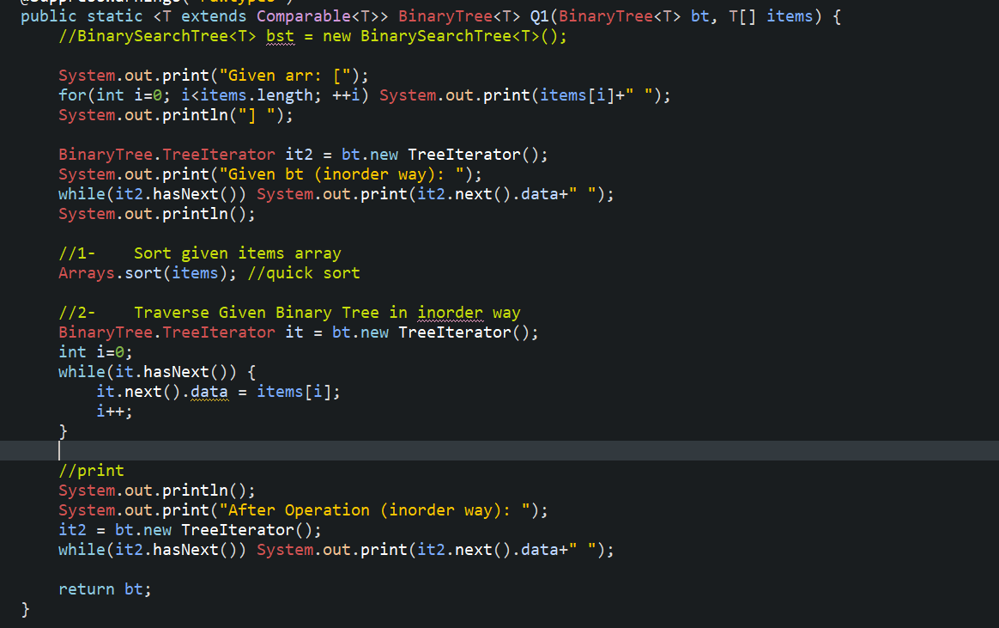 public static <T extends Comparable<T>> BinaryTree<T> Q1(BinaryTree<T> bt, T[] items) {
//BinarySearchTree<T> bst = new BinarySearchTree<T>();
System.out.print("Given arr: [");
for(int i=0; i<items.length; ++i) System.out.print(items[i]+" ");
System.out.println("] ");
BinaryTree.TreeIterator it2 = bt.new TreeIterator();
System.out.print("Given bt (inorder way): ");
while(it2.hasNext()) System.out.print(it2.next().data+" ");
System.out.println();
//1-    Sort given items array
Arrays.sort(items); //quick sort
//2-    Traverse Given Binary Tree in inorder way
BinaryTree.TreeIterator it = bt.new TreeIterator();
int i=0;
while(it.hasNext()) {
it.next().data = items[i];
i++;
}
//print
System.out.println();
System.out.print("After Operation (inorder way): ");
it2 = bt.new TreeIterator();
while(it2.hasNext()) System.out.print(it2.next().data+" ");
return bt;
}